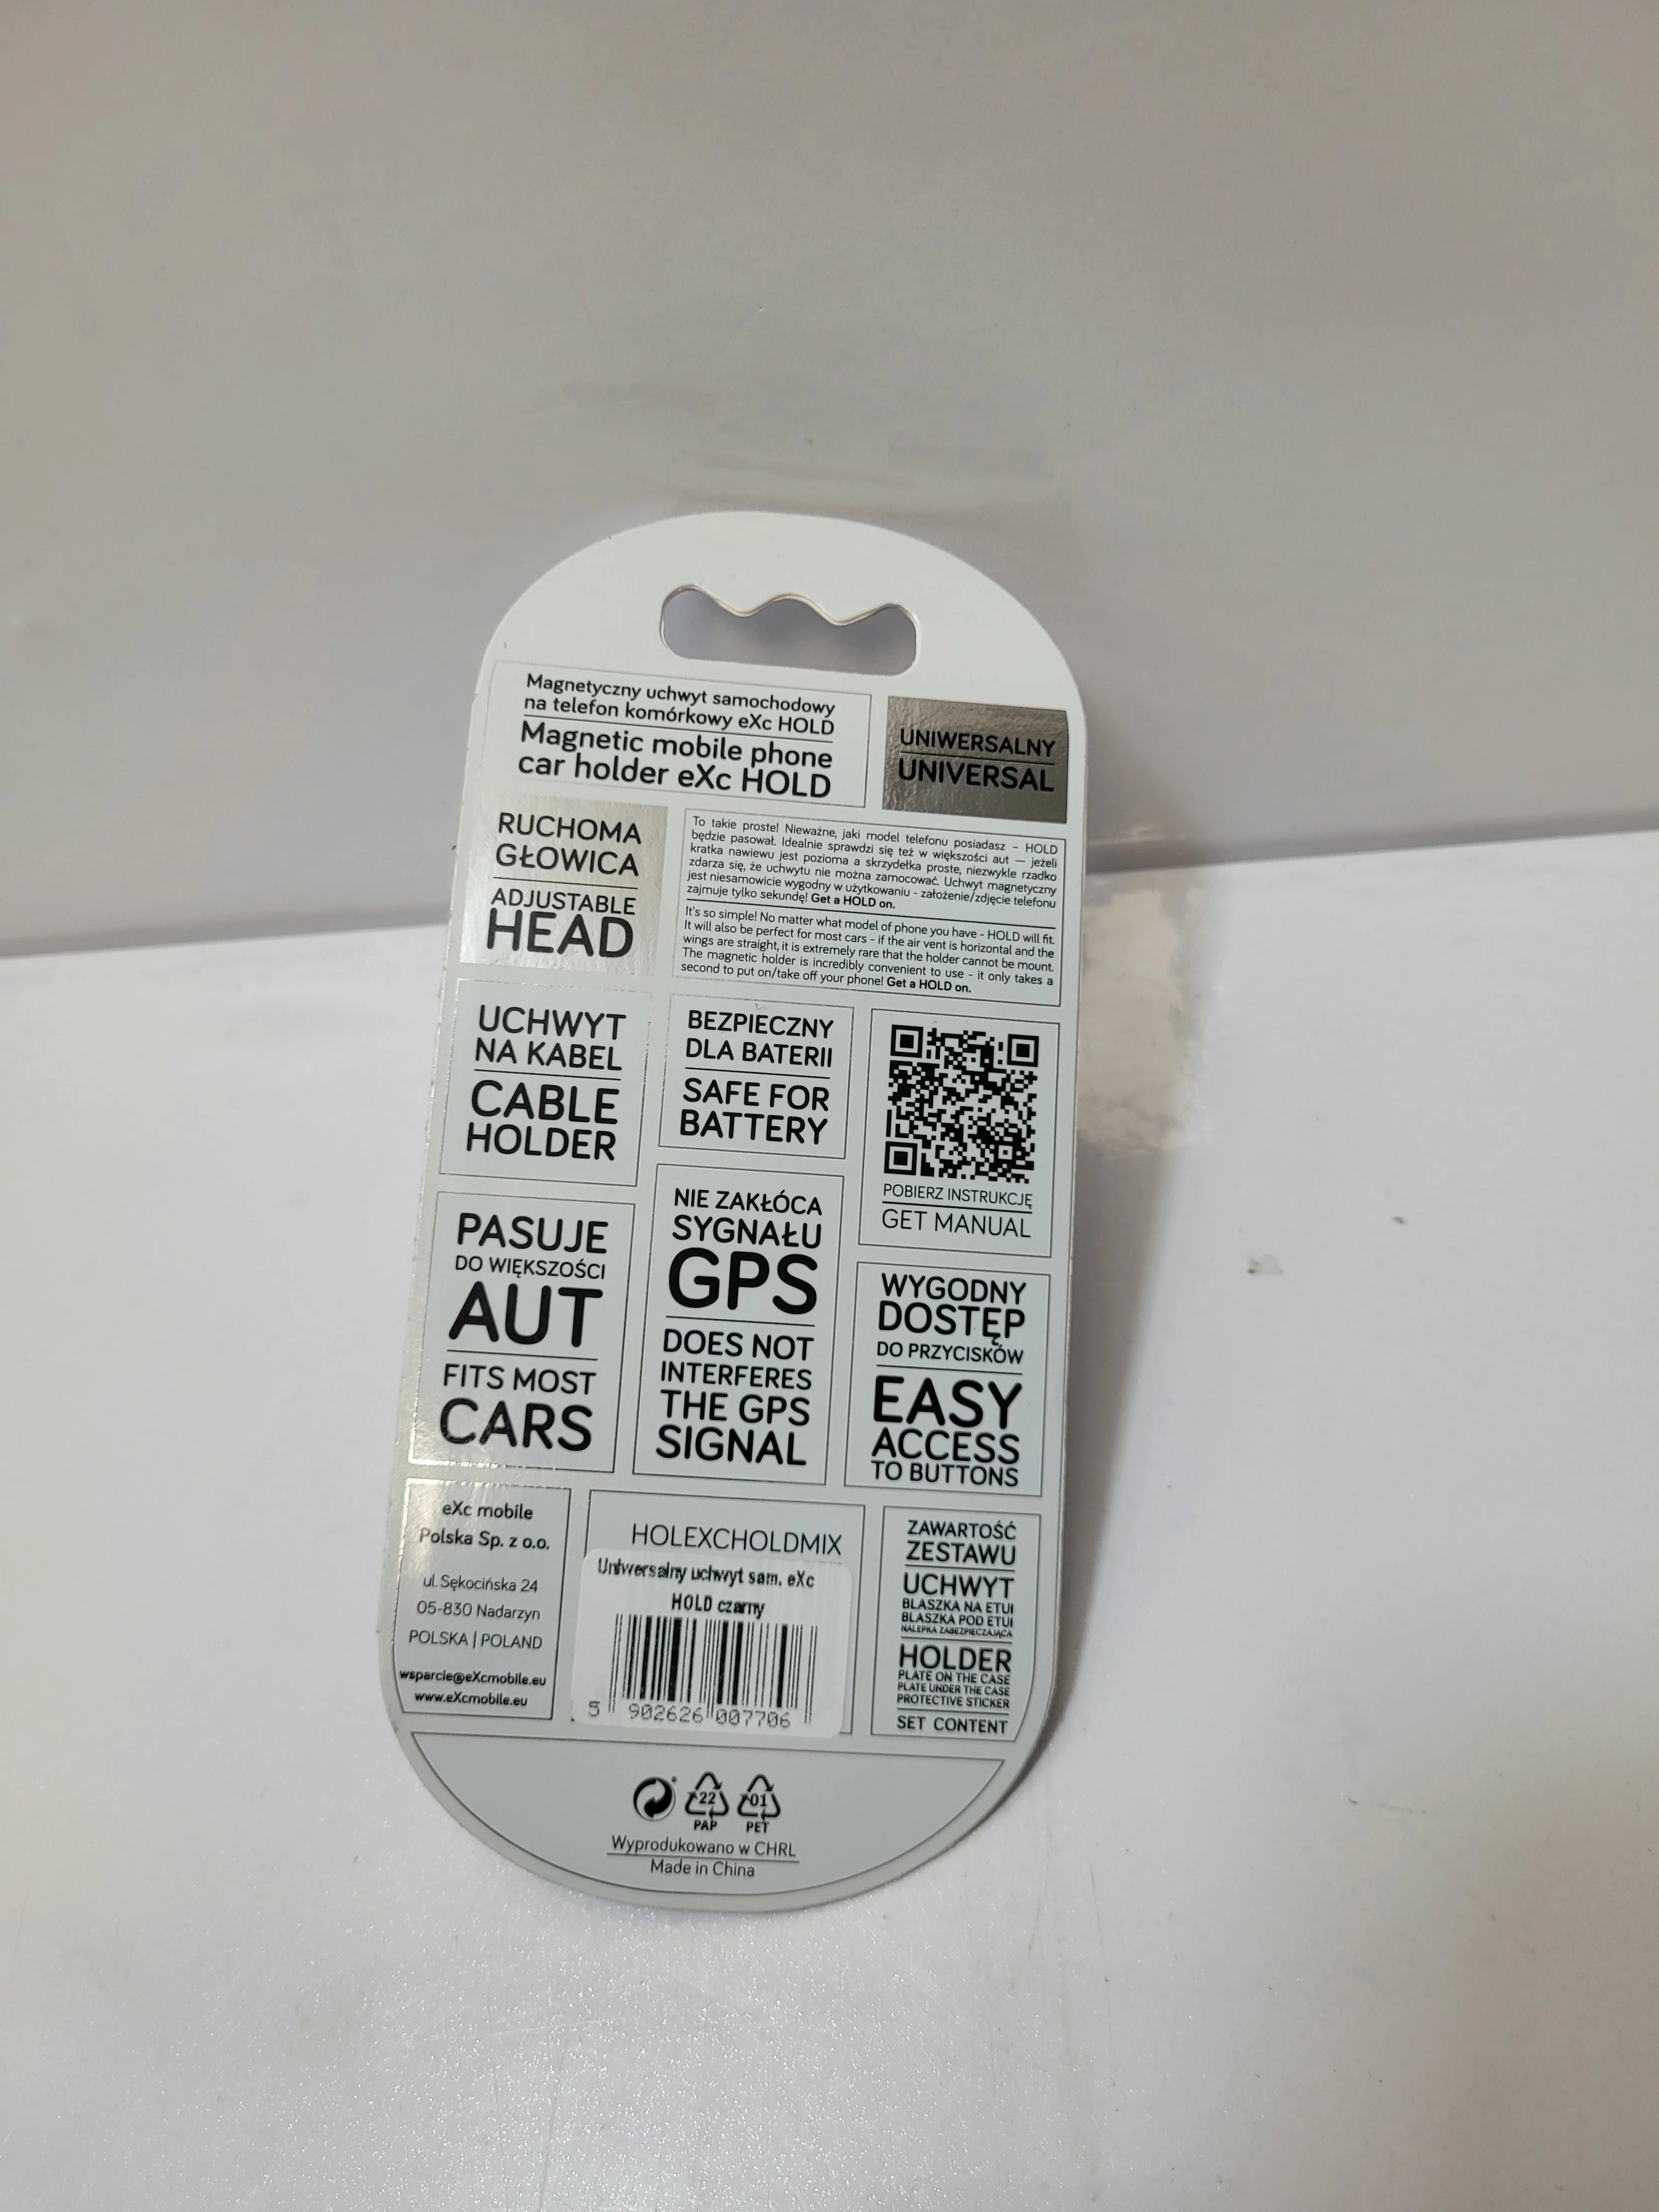 Magnetyczny uchwyt samochodowy
na telefon komórkowy eXc HOLD
Magnetic mobile phone
car holder eXc HOLD
UNIWERSALNY
UNIVERSAL
RUCHOMA
GŁOWICA
ADJUSTABLE
HEAD
To takie proste! Nieważne, jaki model telefonu posiadasz – HOLD
będzie pasował. Idealnie sprawdzi się też w większości aut — jeżeli
kratka nawiewu jest pozioma a skrzydełka proste, niezwykle rzadko
zdarza się, że uchwytu nie można zamocować. Uchwyt magnetyczny
jest niesamowicie wygodny w użytkowaniu - założenie/zdjęcie telefonu
zajmuje tylko sekundę! Get a HOLD on.
It's so simple! No matter what model of phone you have - HOLD will fit.
It will also be perfect for most cars - if the air vent is horizontal and the
wings are straight, it is extremely rare that the holder cannot be mount.
The magnetic holder is incredibly convenient to use - it only takes a
second to put on/take off your phone! Get a HOLD on.
UCHWYT
NA KABEL
CABLE
HOLDER
BEZPIECZNY
DLA BATERII
SAFE FOR
BATTERY
POBIERZ INSTRUKCJĘ
GET MANUAL
PASUJE
DO WIĘKSZOŚCI
AUT
FITS MOST
CARS
NIE ZAKŁÓCA
SYGNAŁU
GPS
DOES NOT
INTERFERES
THE GPS
SIGNAL
WYGODNY
DOSTĘP
DO PRZYCISKÓW
EASY
ACCESS
TO BUTTONS
eXc mobile
Polska Sp. z o.o.
ul. Sękocińska 24
05-830 Nadarzyn
POLSKA | POLAND
wsparcie@eXcmobile.eu
www.eXcmobile.eu
HOLEXCHOLDMIX
Uniwersalny uchwyt sam. eXc
HOLD czarny
5 902626 007706
ZAWARTOŚĆ
ZESTAWU
UCHWYT
BLASZKA NA ETUI
BLASZKA POD ETUI
NALEPKA ZABEZPIECZAJĄCA
HOLDER
PLATE ON THE CASE
PLATE UNDER THE CASE
PROTECTIVE STICKER
SET CONTENT
22
PAP
01
PET
Wyprodukowano w CHRL
Made in China